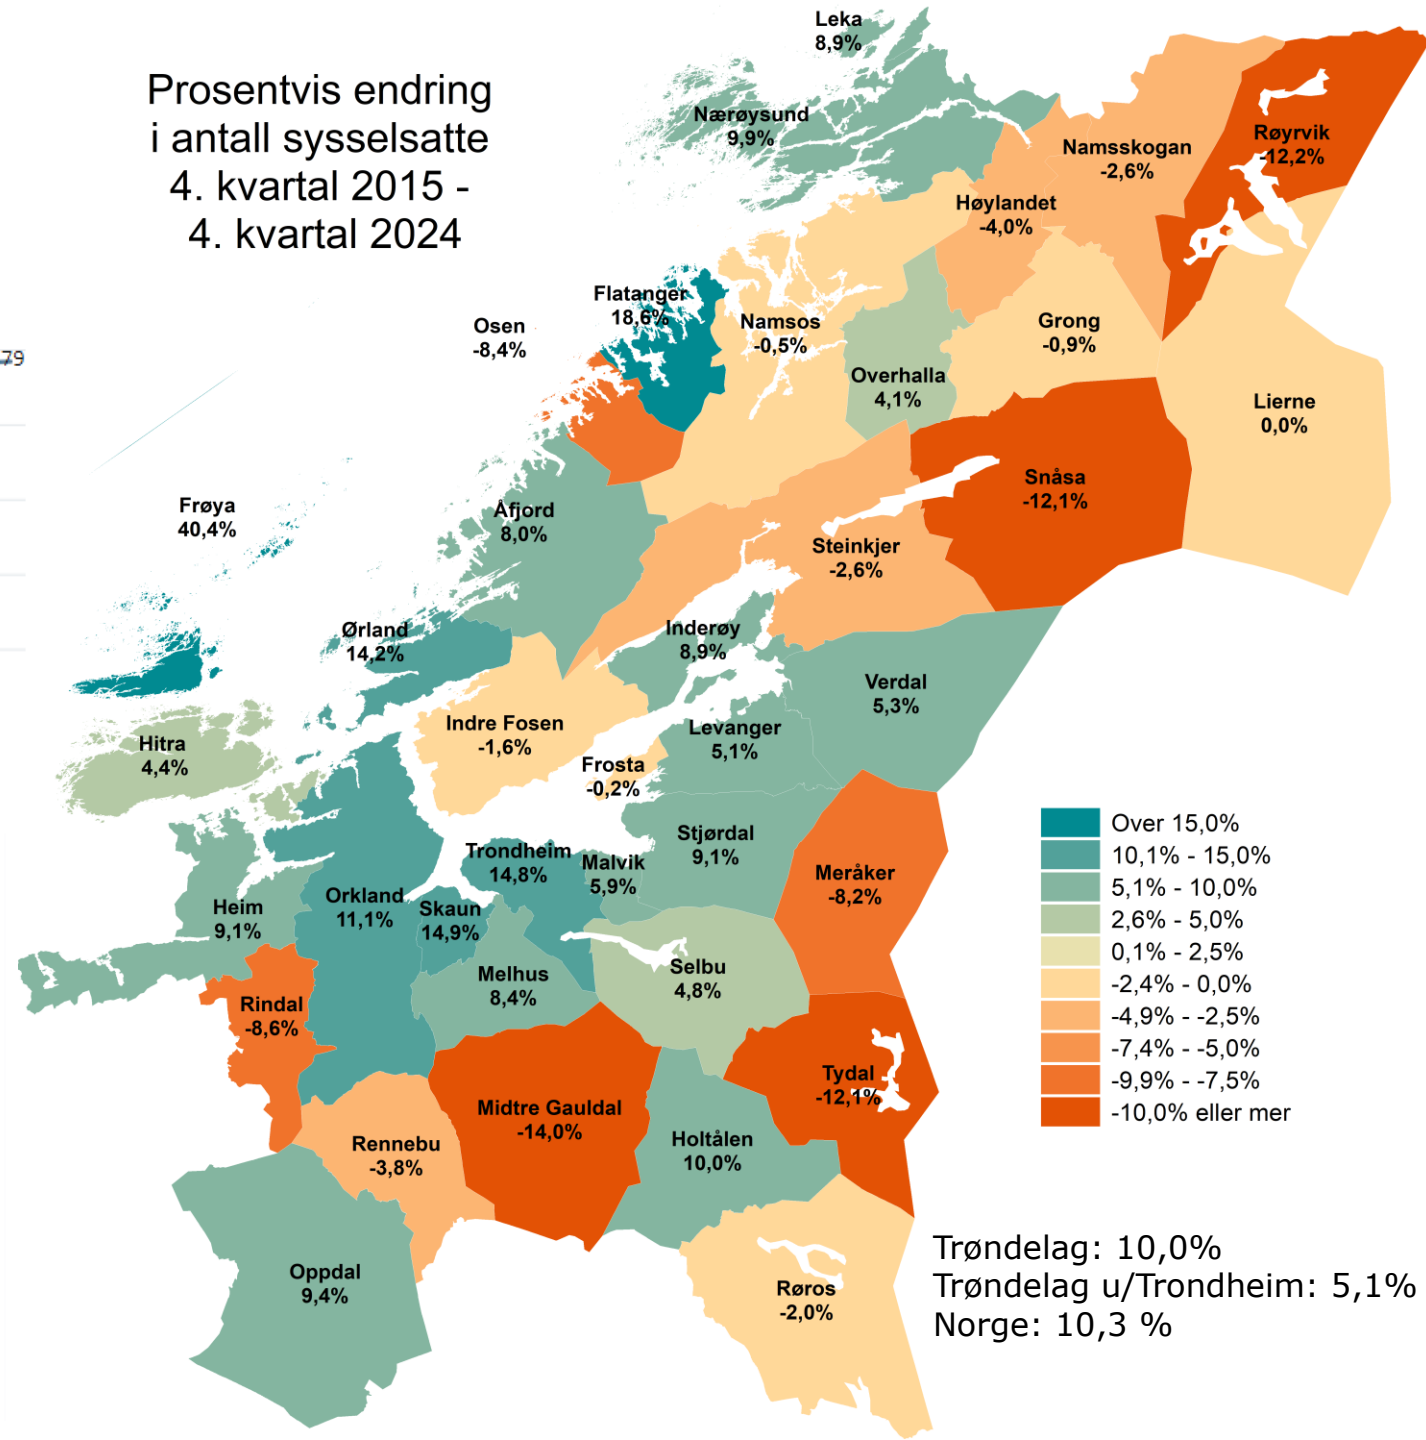 Prosentvis endring
i antall sysselsatte
4. kvartal 2015 -
4. kvartal 2024
79
Leka
8,9%
Nærøysund
9,9%
Namsskogan
-2,6%
Røyrvik
-12,2%
Høylandet
-4,0%
Flatanger
18,6%
Osen
-8,4%
Namsos
-0,5%
Grong
-0,9%
Overhalla
4,1%
Lierne
0,0%
Snåsa
-12,1%
Frøya
40,4%
Åfjord
8,0%
Steinkjer
-2,6%
Ørland
14,2%
Inderøy
8,9%
Verdal
5,3%
Indre Fosen
-1,6%
Levanger
5,1%
Hitra
4,4%
Frosta
-0,2%
Stjørdal
9,1%
Trondheim
14,8%
Malvik
5,9%
Meråker
-8,2%
Orkland
11,1%
Skaun
14,9%
Heim
9,1%
Melhus
8,4%
Selbu
4,8%
Rindal
-8,6%
Tydal
-12,1%
Midtre Gauldal
-14,0%
Rennebu
-3,8%
Holtålen
10,0%
Oppdal
9,4%
Røros
-2,0%
Over 15,0%
10,1% - 15,0%
5,1% - 10,0%
2,6% - 5,0%
0,1% - 2,5%
-2,4% - 0,0%
-4,9% - -2,5%
-7,4% - -5,0%
-9,9% - -7,5%
-10,0% eller mer
Trøndelag: 10,0%
Trøndelag u/Trondheim: 5,1%
Norge: 10,3 %